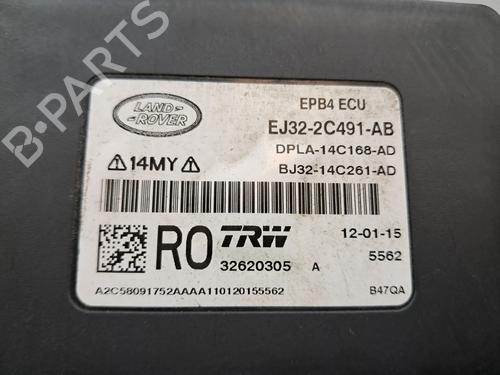 B-PARTS
LAND-
-ROVER
EPB4 ECU
EJ32-2C491-AB
DPLA-14C168-AD
⚠14MY⚠
BJ32-14C261-AD
RO TRW
12-01-15
32620305 A
5562
A2C58091752AAAA110120155562
B47QA